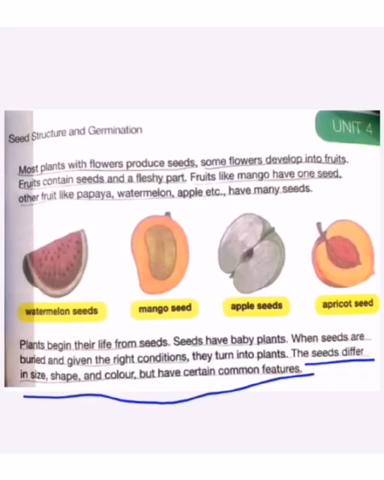 UNIT 4
Seed Structure and Germination
Most plants with flowers produce seeds, some flowers develop into fruits.
Fruits contain seeds and a fleshy part. Fruits like mango have one seed,
other fruit like papaya, watermelon, apple etc., have many seeds.
watermelon seeds
mango seed
apple seeds
apricot seed
Plants begin their life from seeds. Seeds have baby plants. When seeds are
buried and given the right conditions, they turn into plants. The seeds differ
in size, shape, and colour, but have certain common features.